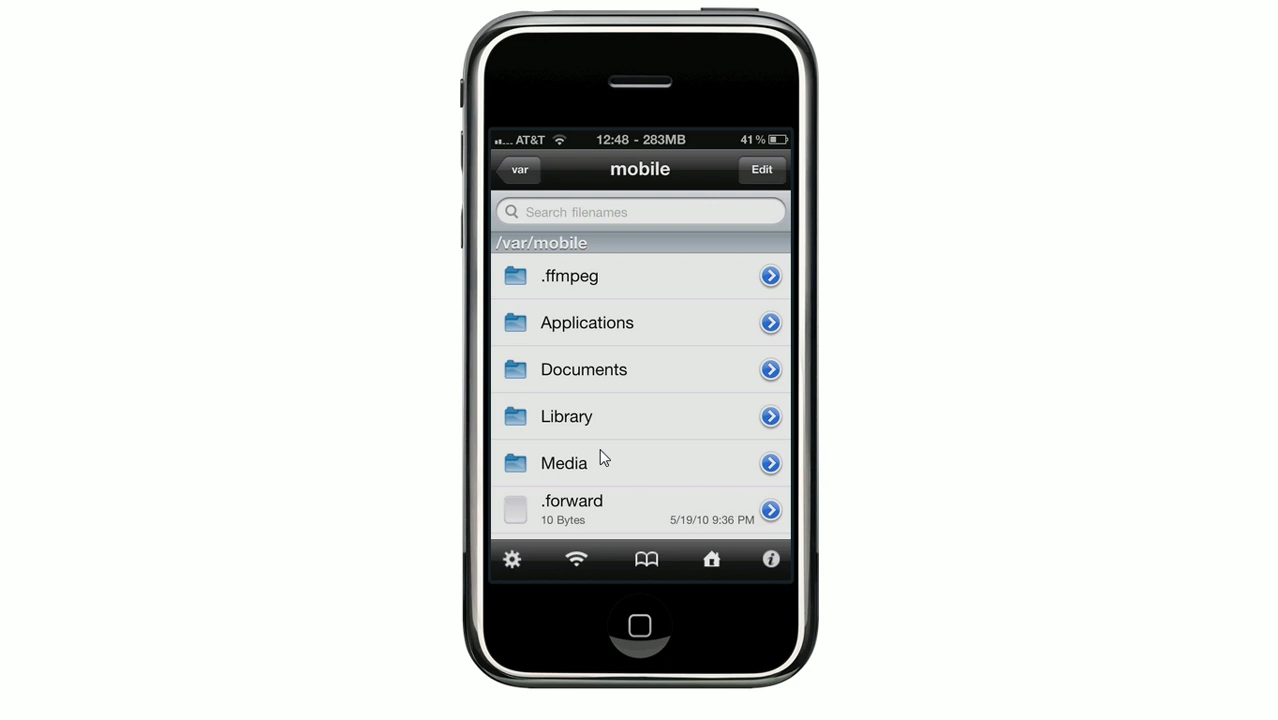 AT&T 12:48 - 283MB 41%
var mobile Edit
Search filenames
/var/mobile
.ffmpeg
Applications
Documents
Library
Media
.forward
10 Bytes 5/19/10 9:36 PM